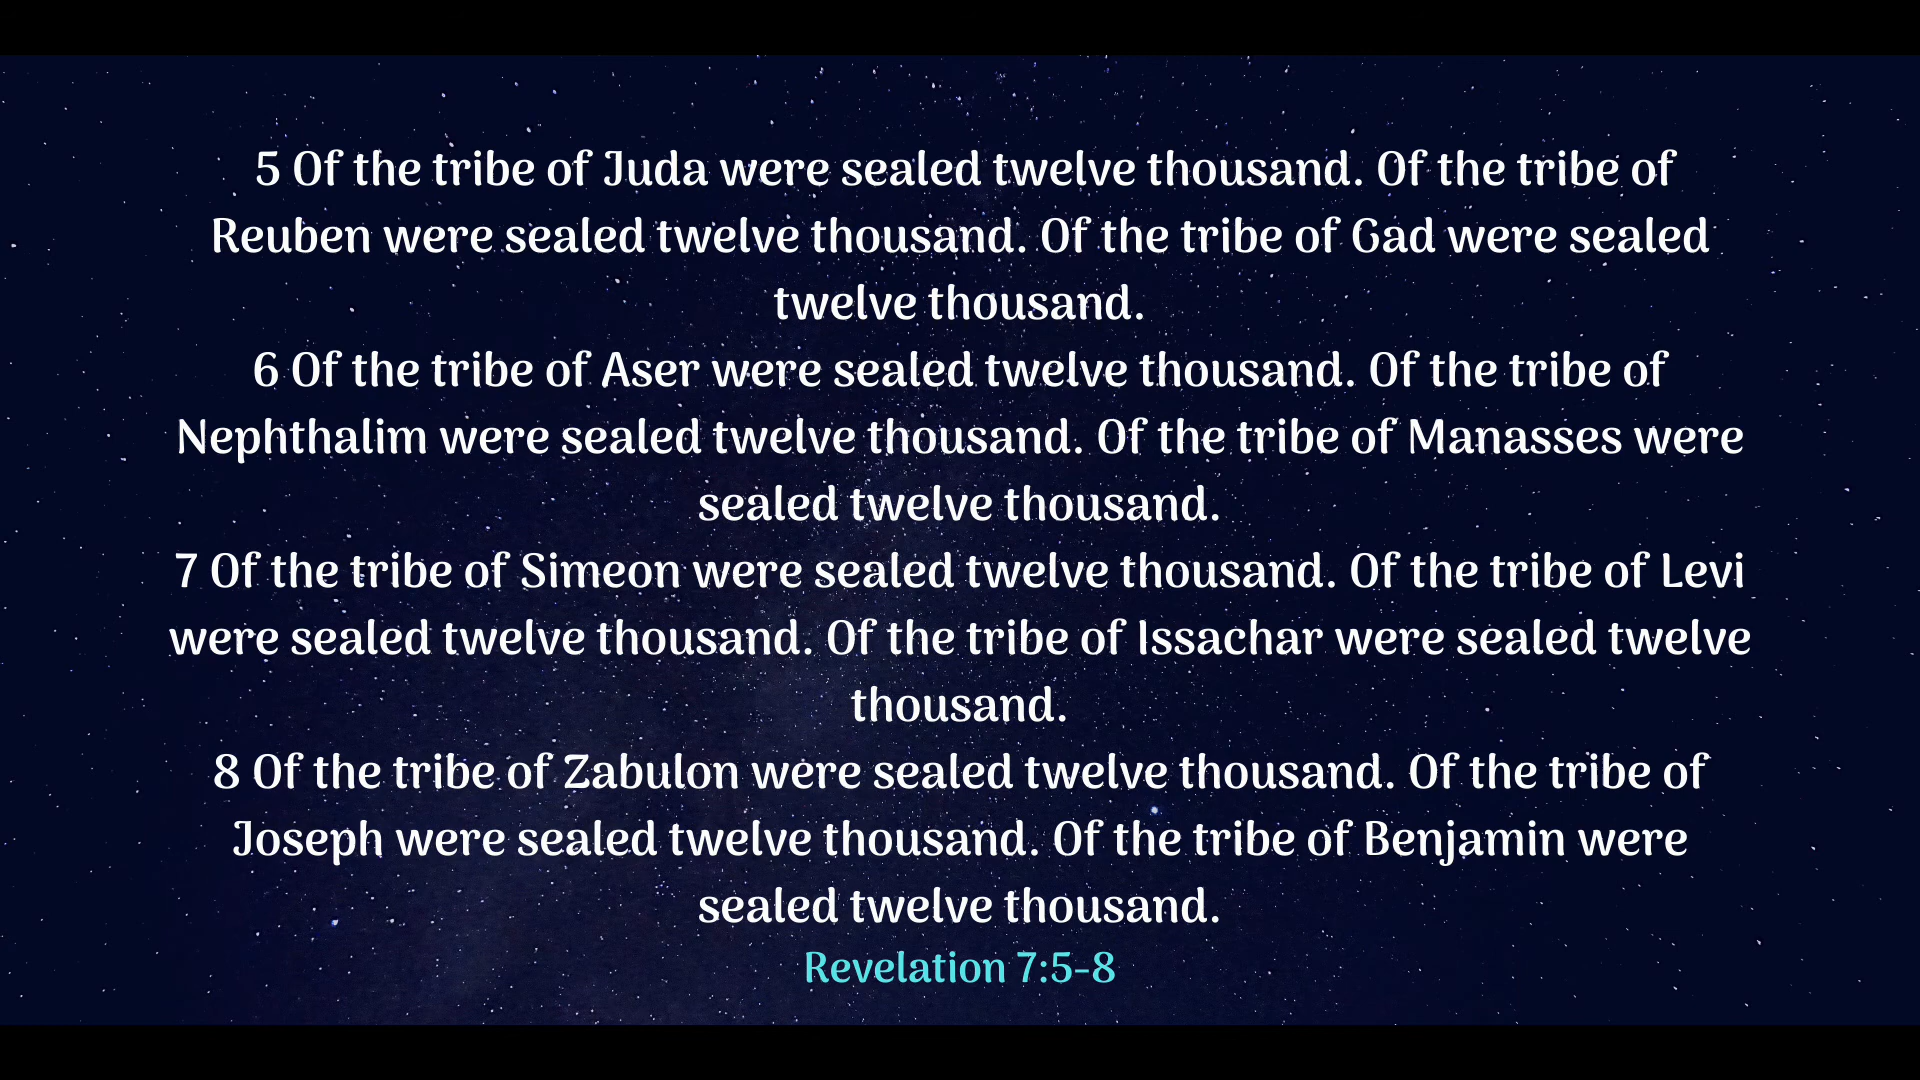 5 Of the tribe of Juda were sealed twelve thousand. Of the tribe of
Reuben were sealed twelve thousand. Of the tribe of Gad were sealed
twelve thousand.
6 Of the tribe of Aser were sealed twelve thousand. Of the tribe of
Nephthalim were sealed twelve thousand. Of the tribe of Manasses were
sealed twelve thousand.
7 Of the tribe of Simeon were sealed twelve thousand. Of the tribe of Levi
were sealed twelve thousand. Of the tribe of Issachar were sealed twelve
thousand.
8 Of the tribe of Zabulon were sealed twelve thousand. Of the tribe of
Joseph were sealed twelve thousand. Of the tribe of Benjamin were
sealed twelve thousand.
Revelation 7:5-8